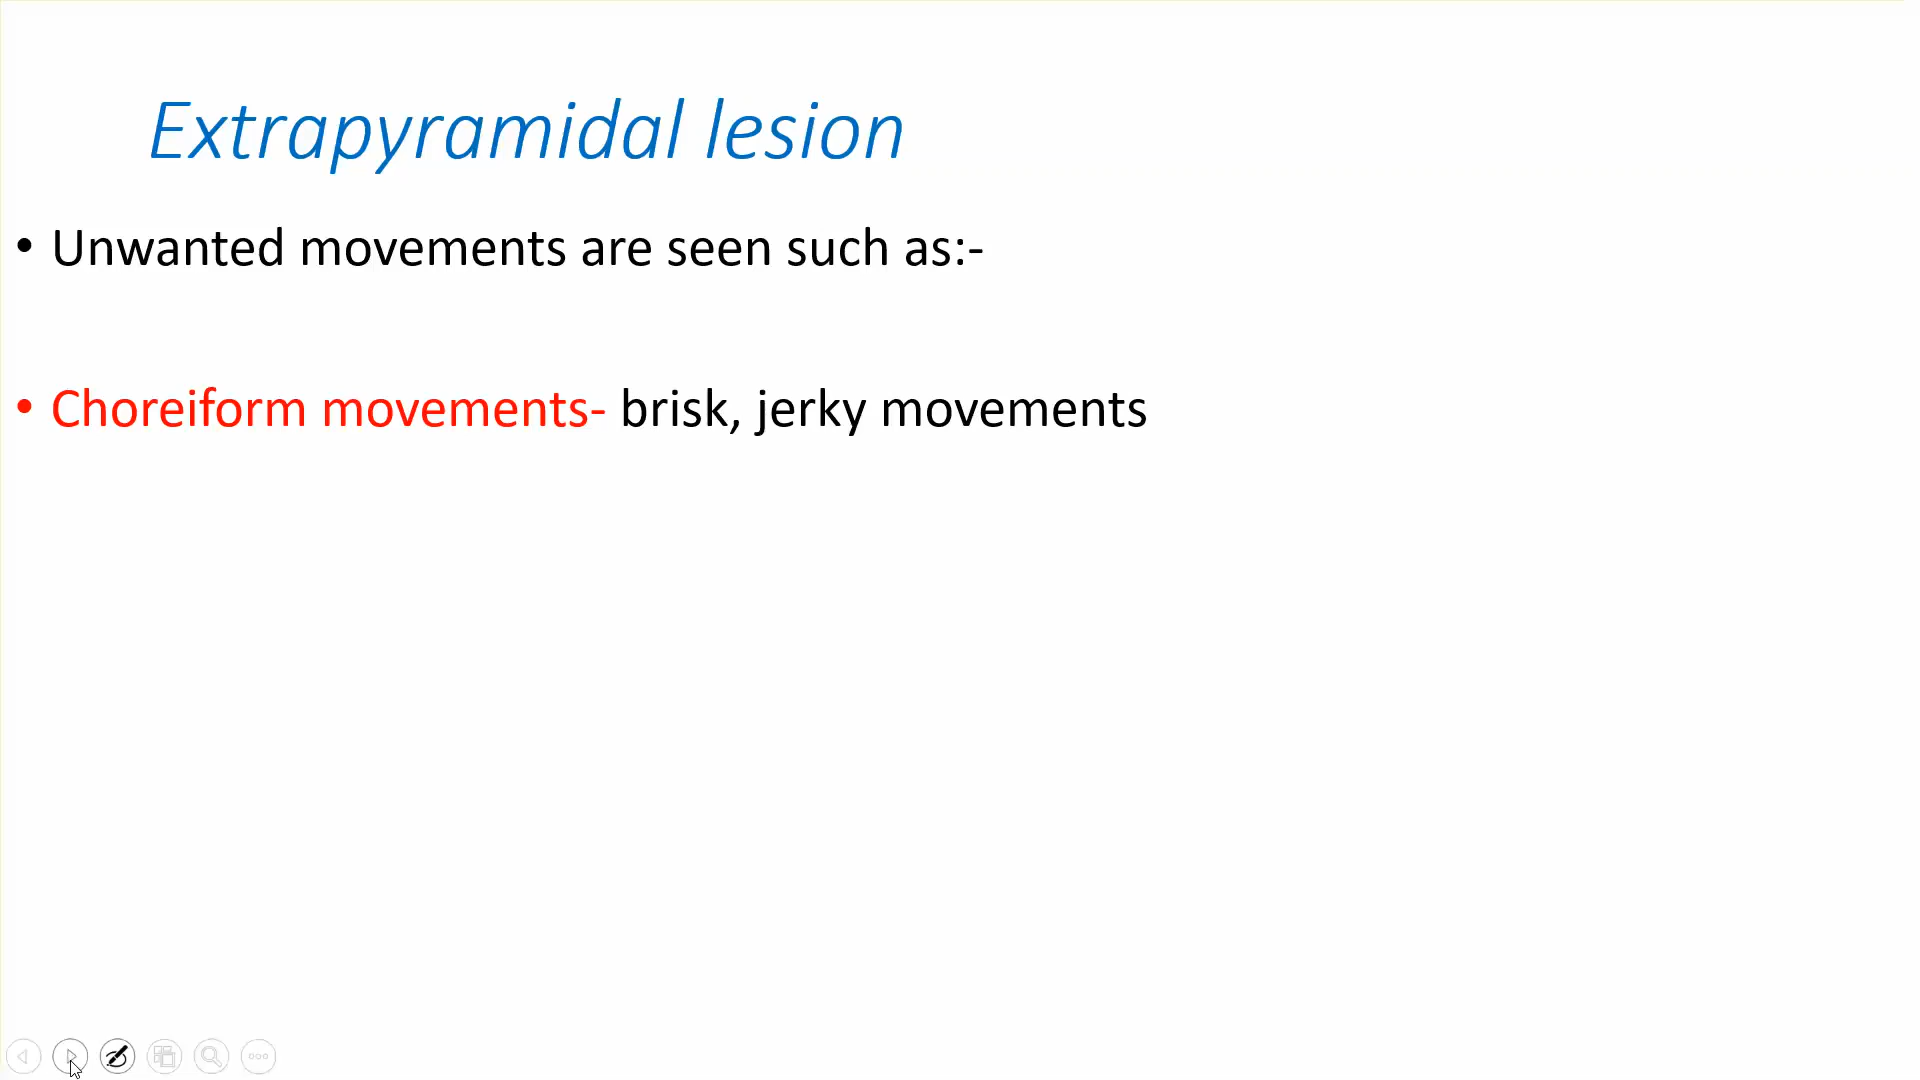 Extrapyramidal lesion
• Unwanted movements are seen such as:-
• Choreiform movements- brisk, jerky movements